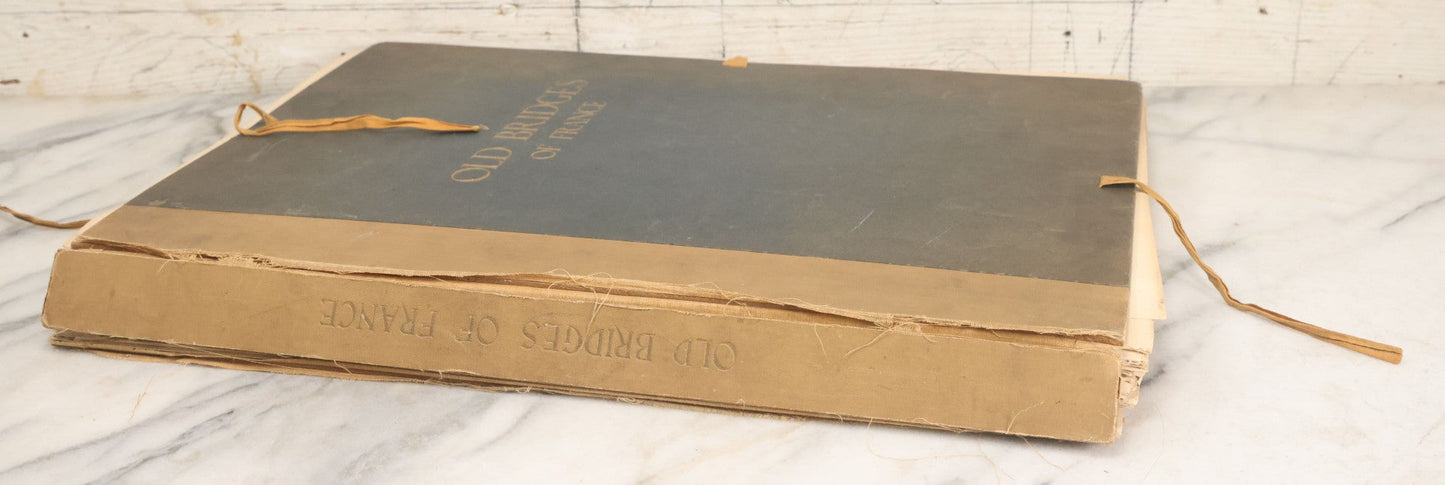 OLD BRIDGES
OF FRANCE
OLD BRIDGES OF FRANCE